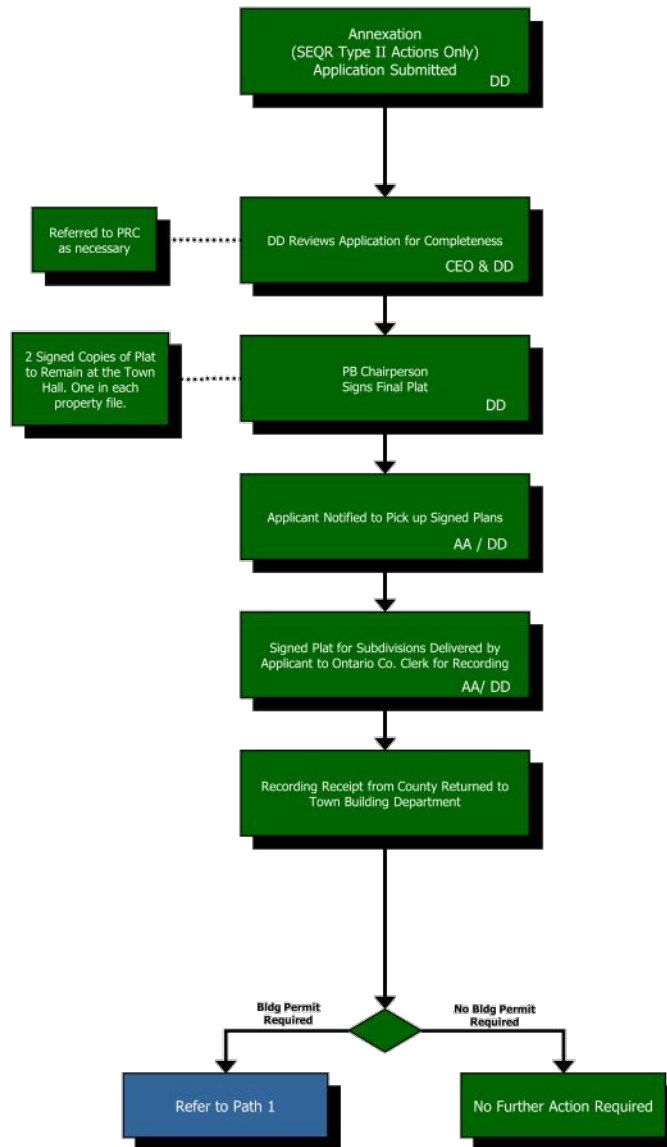 Annexation
(SEQR Type II Actions Only)
Application Submitted
DD
Referred to PRC
as necessary
DD Reviews Application for Completeness
CEO & DD
2 Signed Copies of Plat
to Remain at the Town
Hall. One in each
property file.
PB Chairperson
Signs Final Plat
DD
Applicant Notified to Pick up Signed Plans
AA / DD
Signed Plat for Subdivisions Delivered by
Applicant to Ontario Co. Clerk for Recording
AA/ DD
Recording Receipt from County Returned to
Town Building Department
Bldg Permit
Required
No Bldg Permit
Required
Refer to Path 1
No Further Action Required